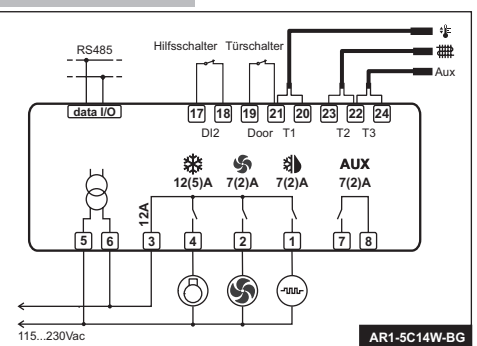 RS485
Hilfsschalter Türschalter
Aux
data I/O
17 18 19 21 20 23 22 24
DI2 Door T1 T2 T3
AUX
12(5)A 7(2)A 7(2)A 7(2)A
12A
5 6 3 4 2 1 7 8
115...230Vac
AR1-5C14W-BG